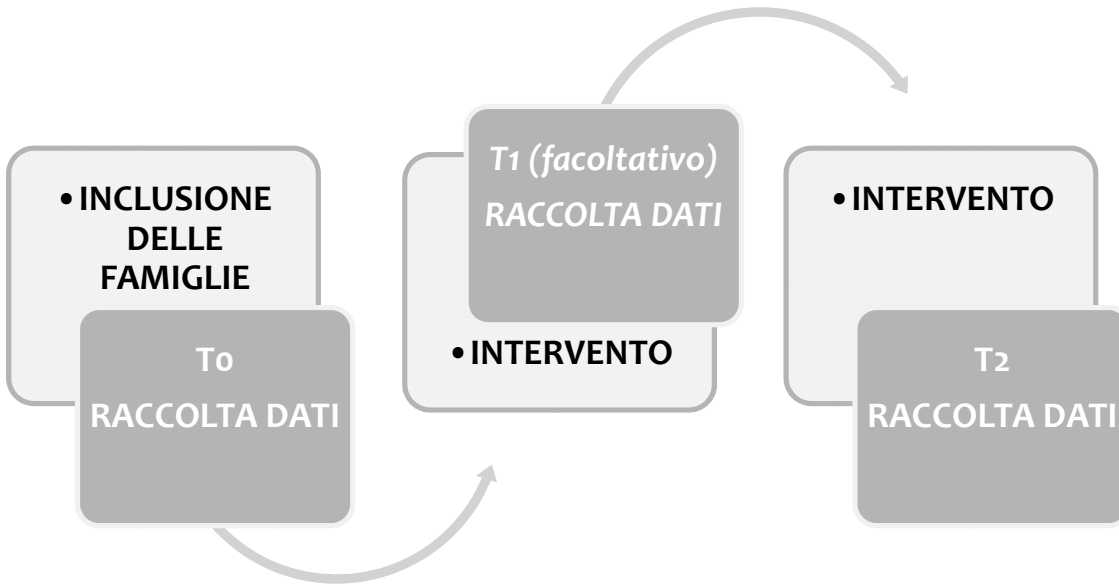 • INCLUSIONE
DELLE
FAMIGLIE
T0
RACCOLTA DATI
T1 (facoltativo)
RACCOLTA DATI
• INTERVENTO
• INTERVENTO
T2
RACCOLTA DATI